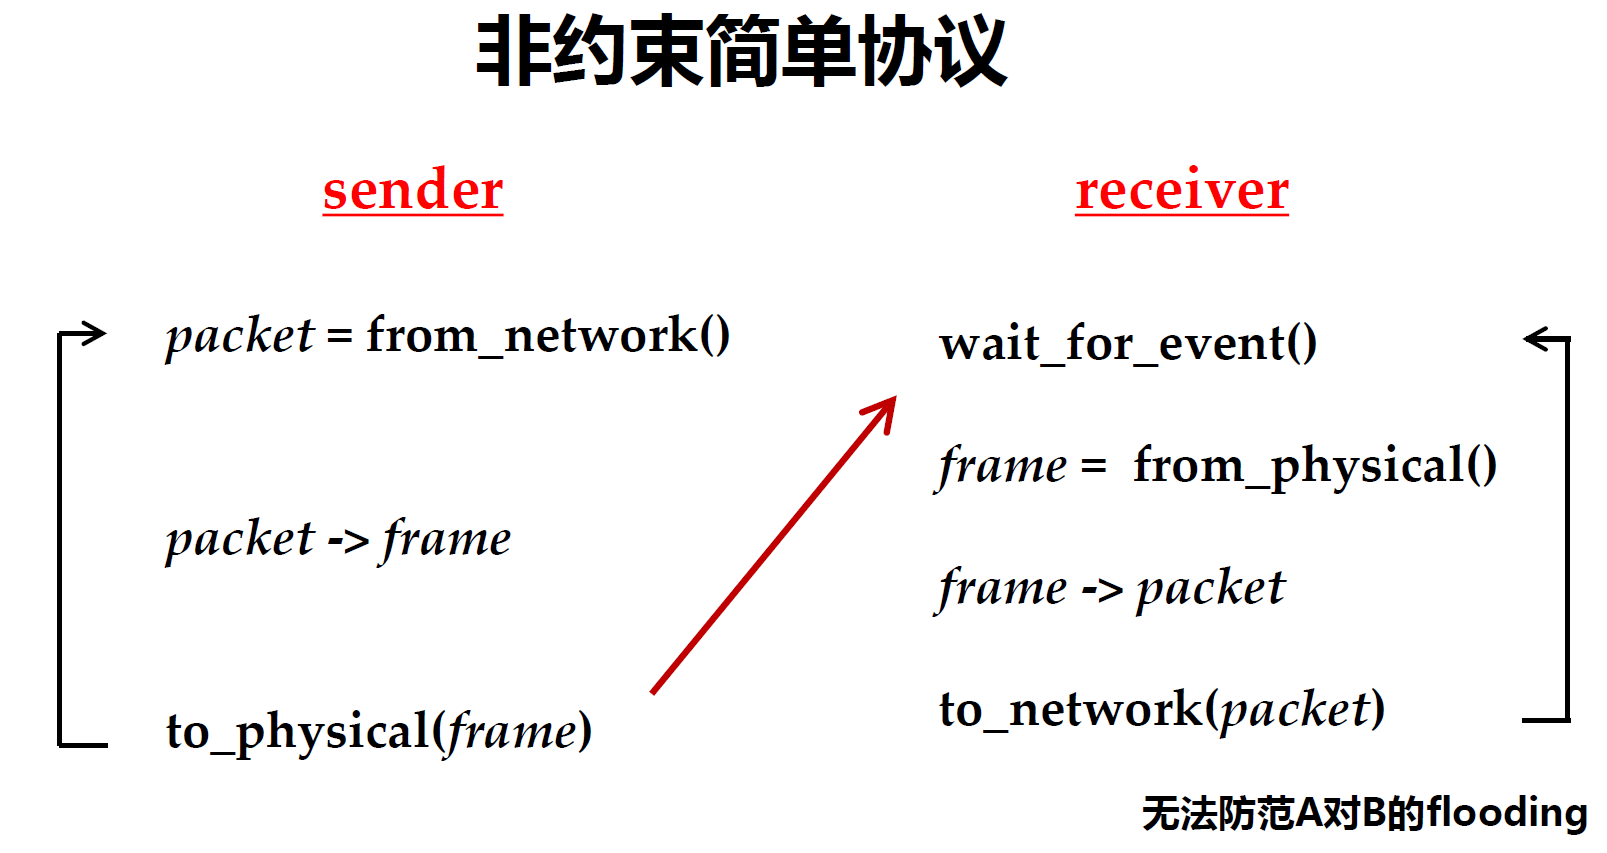 非约束简单协议
sender
packet = from_network()
packet -> frame
to_physical(frame)
receiver
wait_for_event()
frame = from_physical()
frame -> packet
to_network(packet)
无法防范A对B的flooding